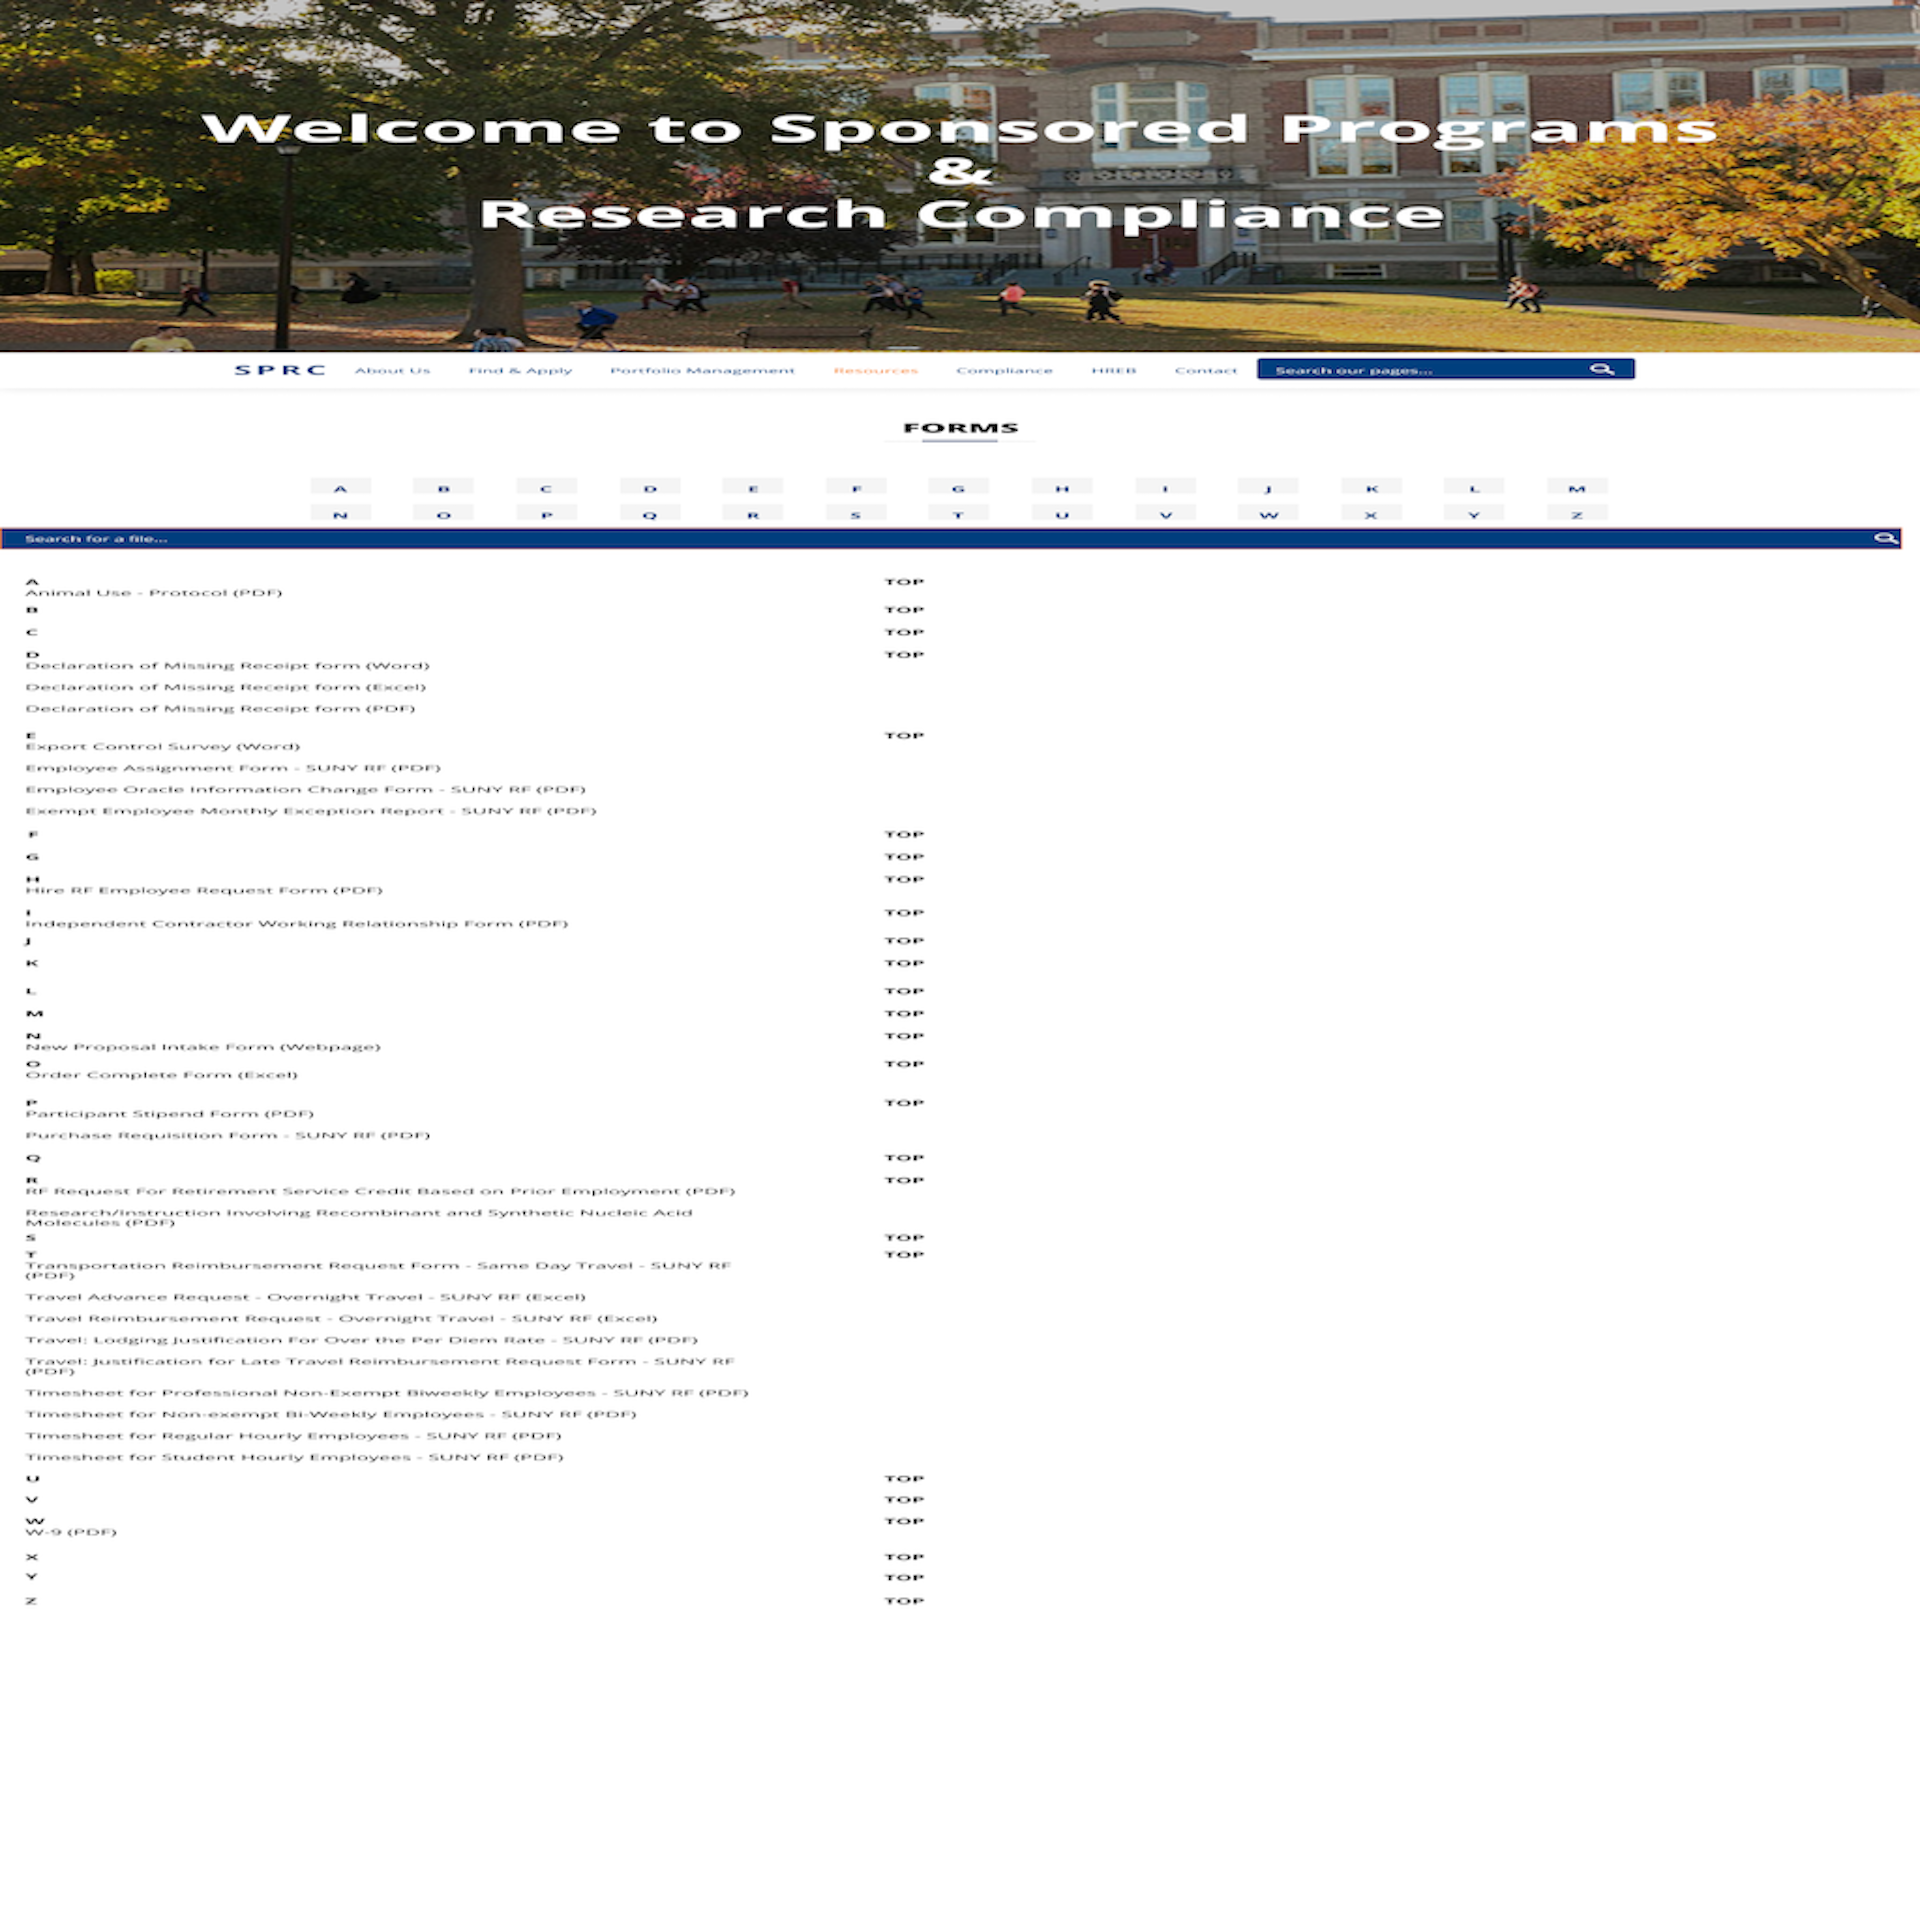 Welcome to Sponsored Programs
&
Research Compliance
SPRC About Us Find & Apply Portfolio Management Resources Compliance HREB Contact Search our pages...
FORMS
A B C D E F G H I J K L M
N O P Q R S T U V W X Y Z
Search for a file...
A TOP
Animal Use - Protocol (PDF)
B TOP
C TOP
D TOP
Declaration of Missing Receipt form (Word)
Declaration of Missing Receipt form (Excel)
Declaration of Missing Receipt form (PDF)
E TOP
Export Control Survey (Word)
Employee Assignment Form - SUNY RF (PDF)
Employee Oracle Information Change Form - SUNY RF (PDF)
Exempt Employee Monthly Exception Report - SUNY RF (PDF)
F TOP
G TOP
H TOP
Hire RF Employee Request Form (PDF)
I TOP
Independent Contractor Working Relationship Form (PDF)
J TOP
K TOP
L TOP
M TOP
N TOP
New Proposal Intake Form (Webpage)
O TOP
Order Complete Form (Excel)
P TOP
Participant Stipend Form (PDF)
Purchase Requisition Form - SUNY RF (PDF)
Q TOP
R TOP
RF Request For Retirement Service Credit Based on Prior Employment (PDF)
Research/Instruction Involving Recombinant and Synthetic Nucleic Acid
Molecules (PDF)
S TOP
T TOP
Transportation Reimbursement Request Form - Same Day Travel - SUNY RF
(PDF)
Travel Advance Request - Overnight Travel - SUNY RF (Excel)
Travel Reimbursement Request - Overnight Travel - SUNY RF (Excel)
Travel: Lodging Justification For Over the Per Diem Rate - SUNY RF (PDF)
Travel: Justification for Late Travel Reimbursement Request Form - SUNY RF
(PDF)
Timesheet for Professional Non-Exempt Biweekly Employees - SUNY RF (PDF)
Timesheet for Non-exempt Bi-Weekly Employees - SUNY RF (PDF)
Timesheet for Regular Hourly Employees - SUNY RF (PDF)
Timesheet for Student Hourly Employees - SUNY RF (PDF)
U TOP
V TOP
W TOP
W-9 (PDF)
X TOP
Y TOP
Z TOP